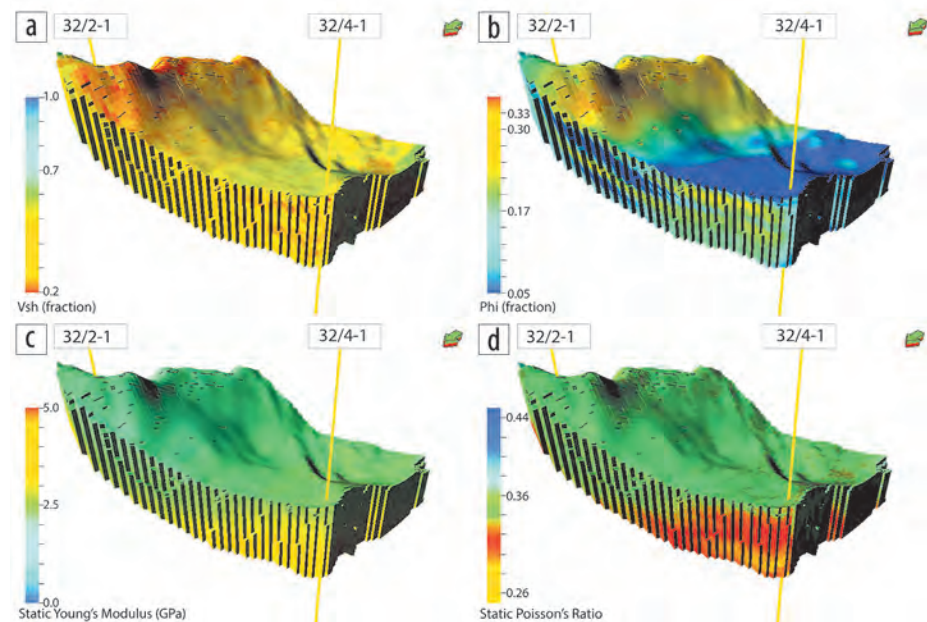 a
32/2-1
32/4-1
1.0
0.7
0.2
Vsh (fraction)
b
32/2-1
32/4-1
0.33
0.30
0.17
0.05
Phi (fraction)
c
32/2-1
32/4-1
5.0
2.5
0.0
Static Young's Modulus (GPa)
d
32/2-1
32/4-1
0.44
0.36
0.26
Static Poisson's Ratio